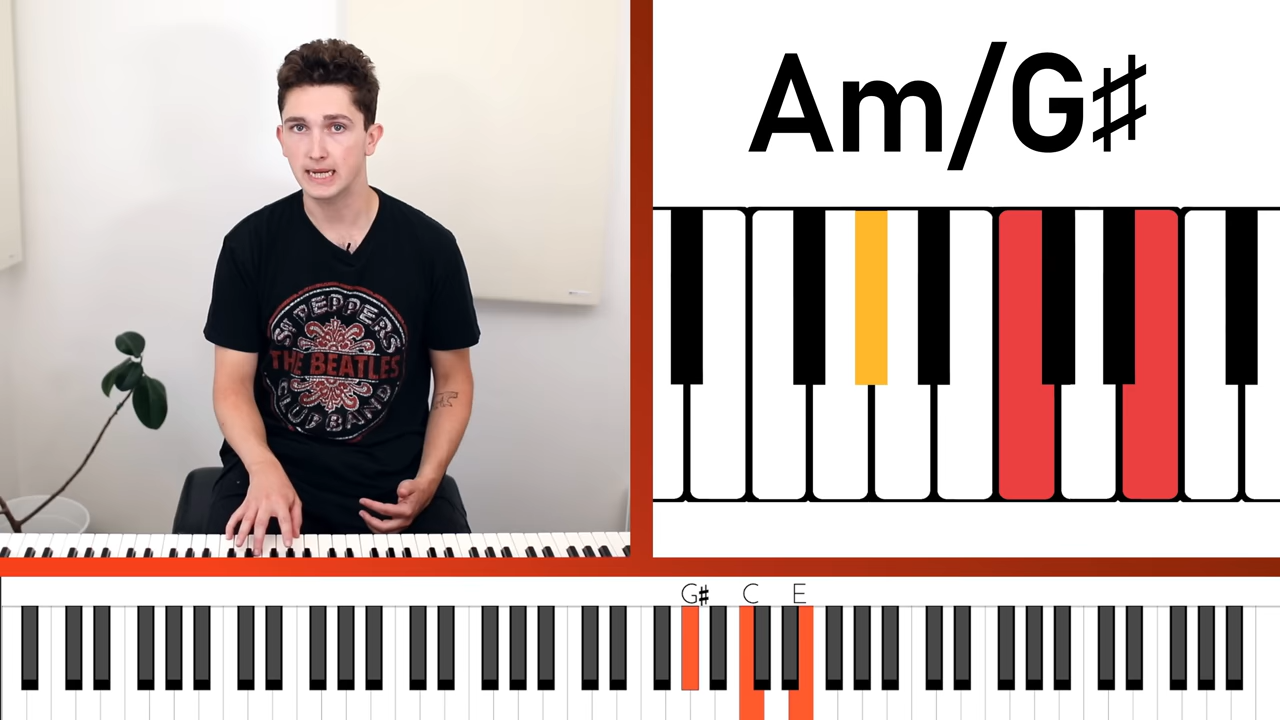 Am/G♯
SGT PEPPERS
THE BEATLES
CLUB BAND
G♯ C E